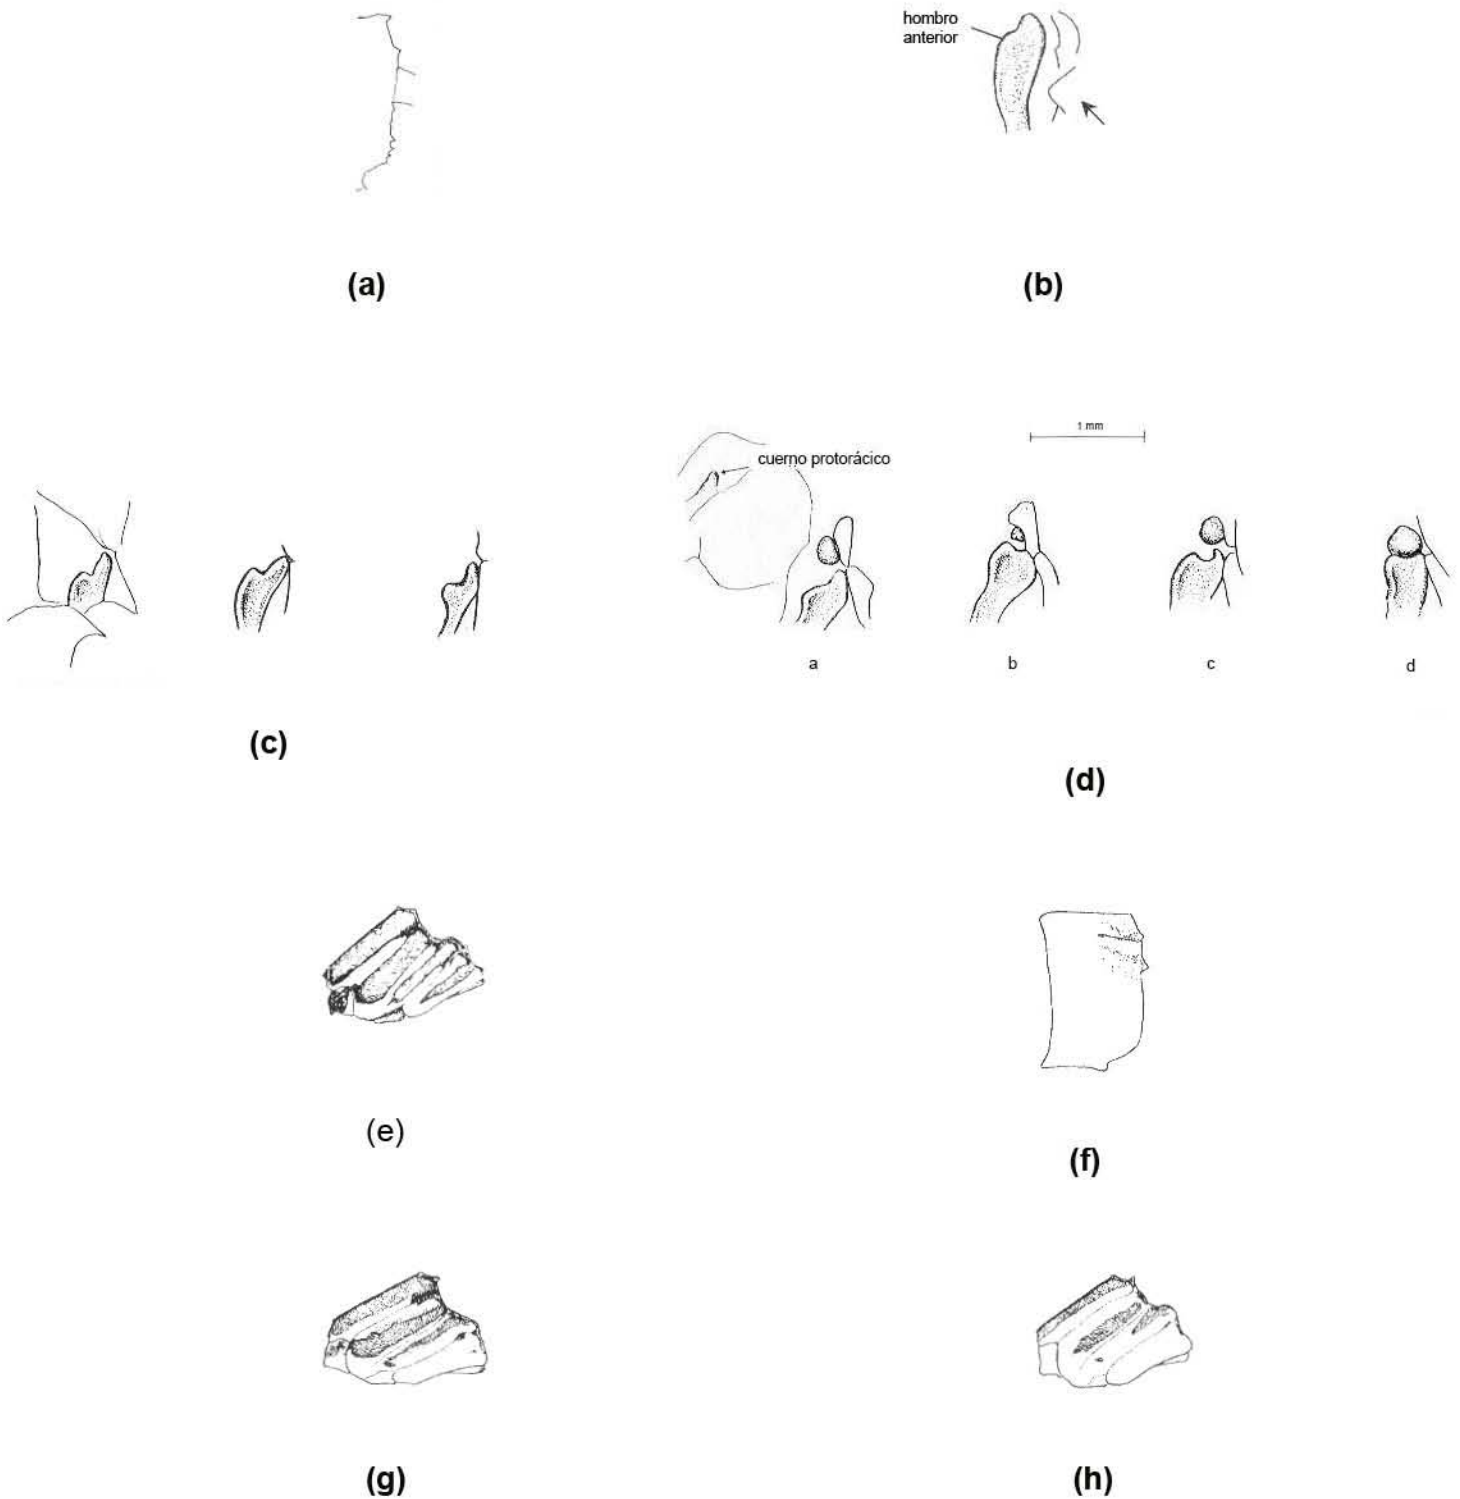 hombro
anterior
(a)
(b)
1 mm
cuerno protorácico
a
b
c
d
(c)
(d)
(e)
(f)
(g)
(h)